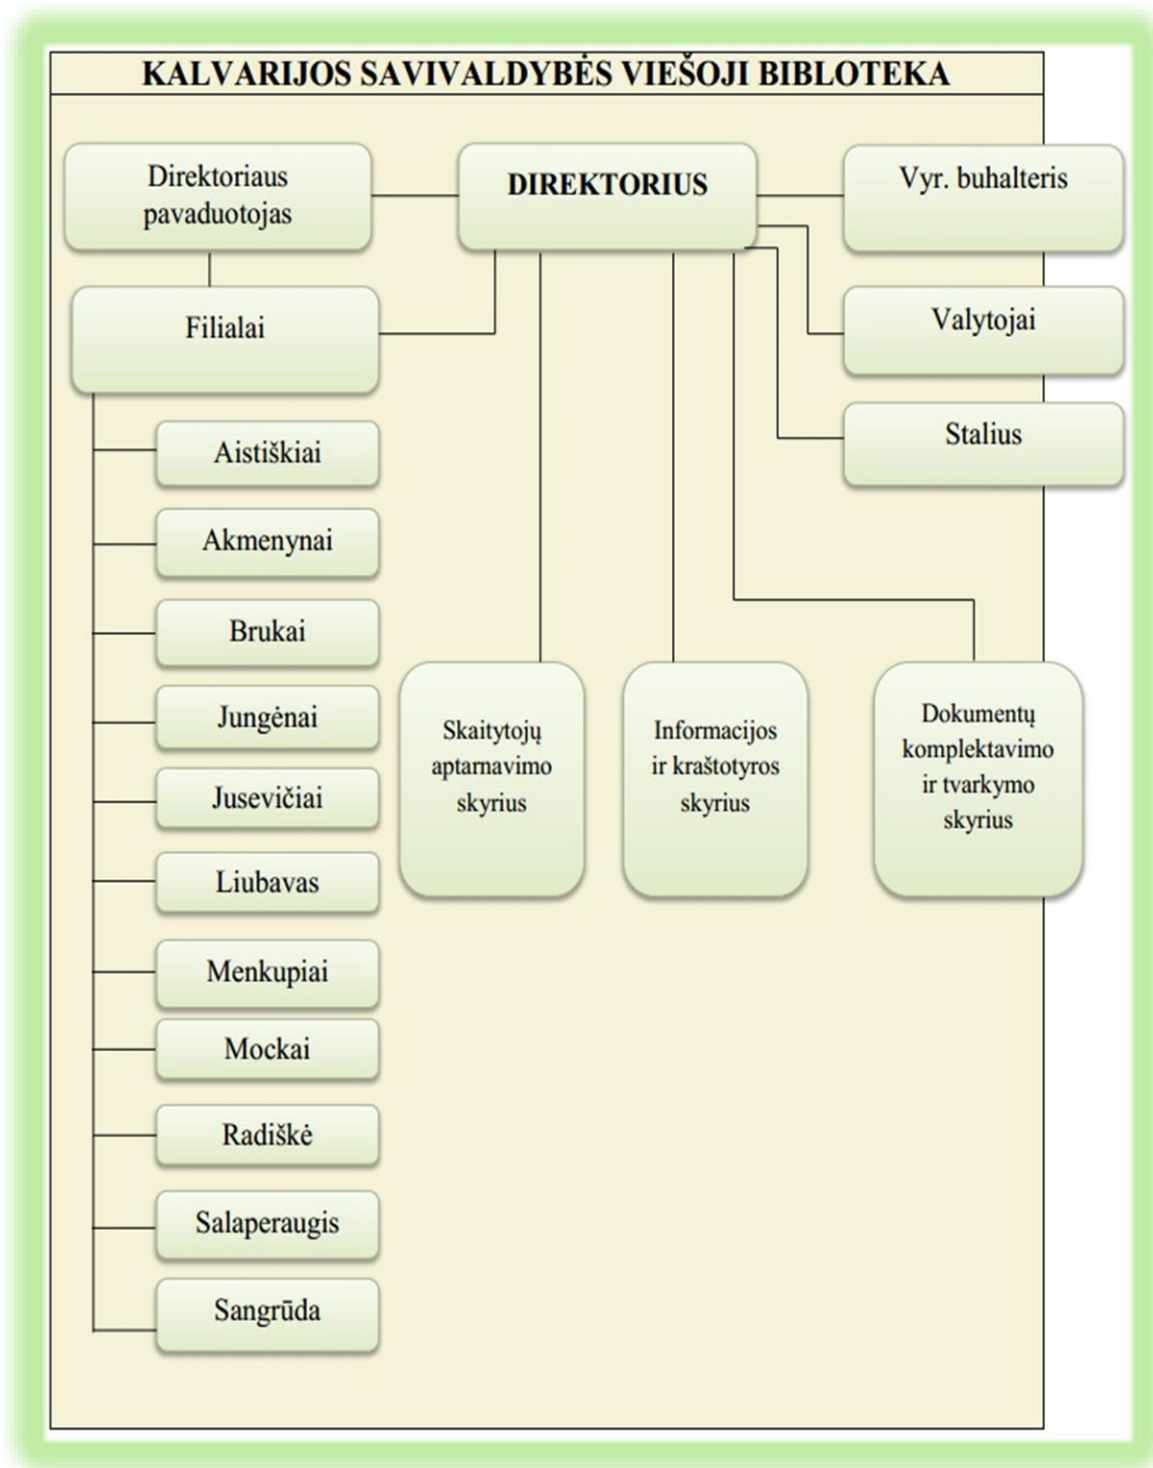 KALVARIJOS SAVIVALDYBĖS VIEŠOJI BIBLOTEKA
Direktoriaus
pavaduotojas
DIREKTORIUS
Vyr. buhalteris
Filialai
Valytojai
Stalius
Aistiškiai
Akmenynai
Brukai
Jungėnai
Jusevičiai
Liubavas
Menkupiai
Mockai
Radiškė
Salaperaugis
Sangrūda
Skaitytojų
aptarnavimo
skyrius
Informacijos
ir kraštotyros
skyrius
Dokumentų
komplektavimo
ir tvarkymo
skyrius